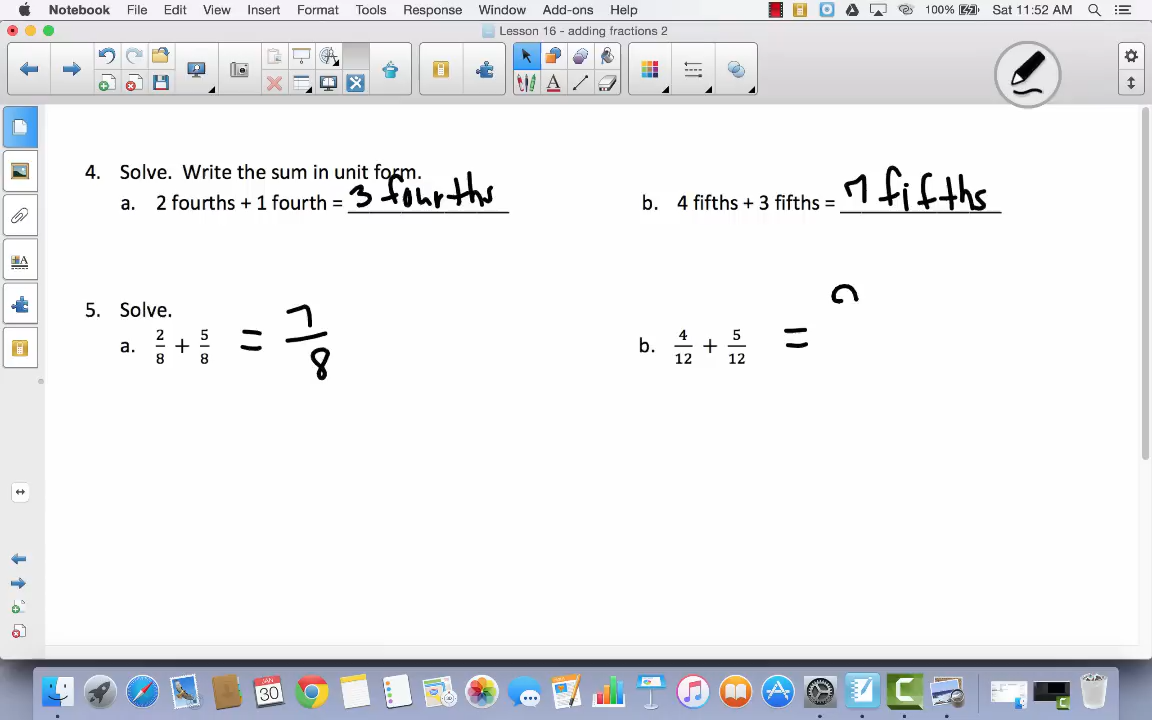 Notebook File Edit View Insert Format Tools Response Window Add-ons Help 100% Sat 11:52 AM
Lesson 16 - adding fractions 2
4. Solve. Write the sum in unit form.
a. 2 fourths + 1 fourth = 3 fourths
b. 4 fifths + 3 fifths = 7 fifths
5. Solve.
a. 2/8 + 5/8 = 7/8
b. 4/12 + 5/12 =
JAN
30